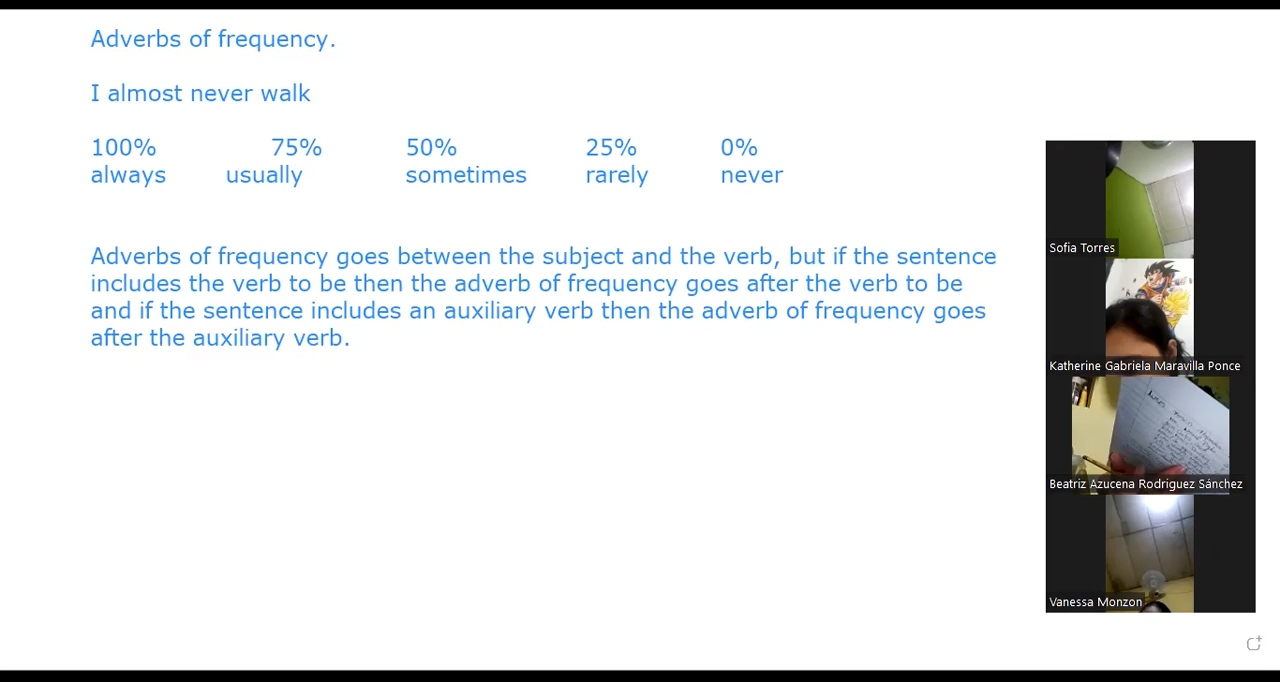 Adverbs of frequency.
I almost never walk
100% 75% 50% 25% 0%
always usually sometimes rarely never
Adverbs of frequency goes between the subject and the verb, but if the sentence
includes the verb to be then the adverb of frequency goes after the verb to be
and if the sentence includes an auxiliary verb then the adverb of frequency goes
after the auxiliary verb.
Sofia Torres
Katherine Gabriela Maravilla Ponce
Beatriz Azucena Rodriguez Sánchez
Vanessa Monzon